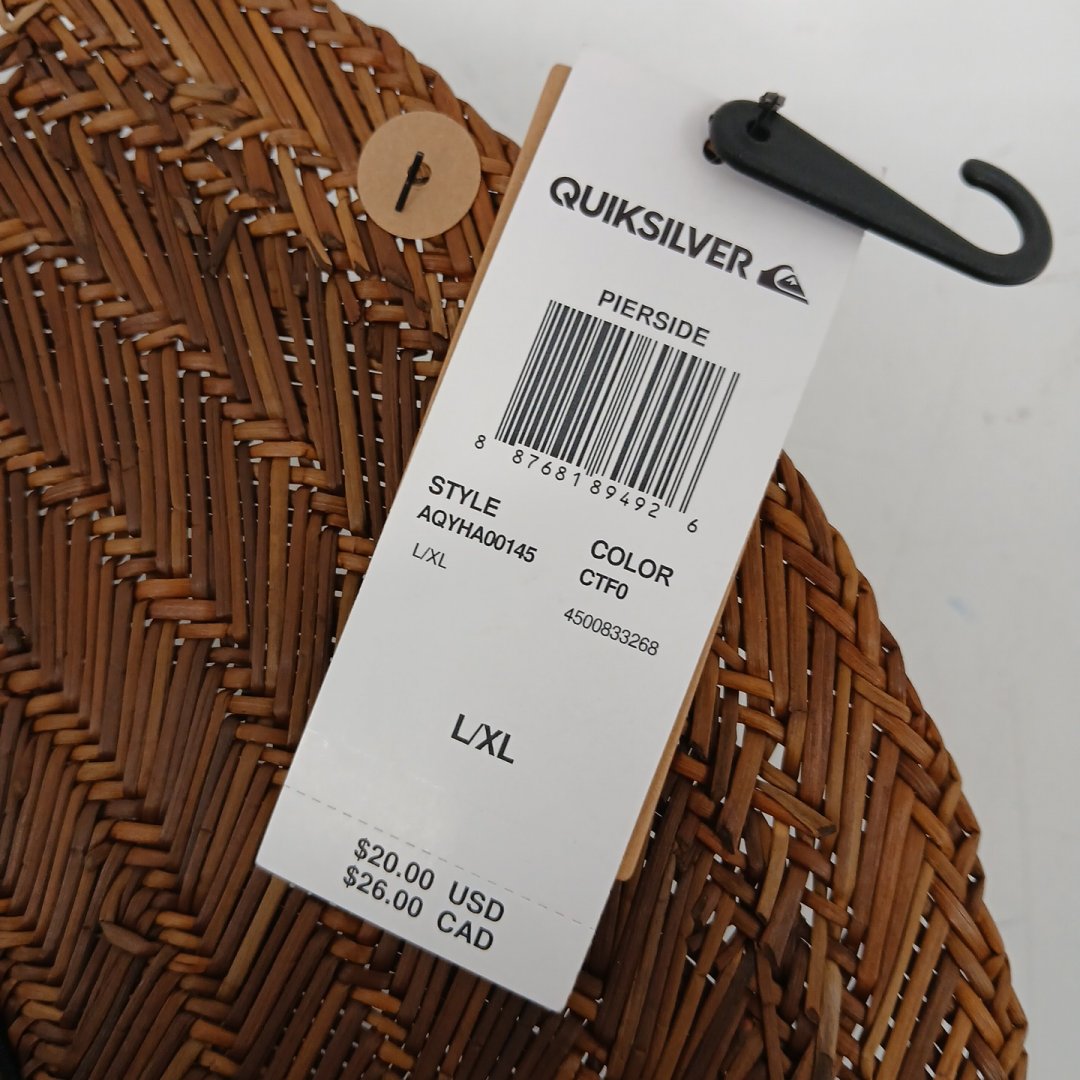 QUIKSILVER
PIERSIDE
8 87681 89492 6
STYLE
AQYHA00145
L/XL
COLOR
CTF0
4500833268
L/XL
$20.00 USD
$26.00 CAD